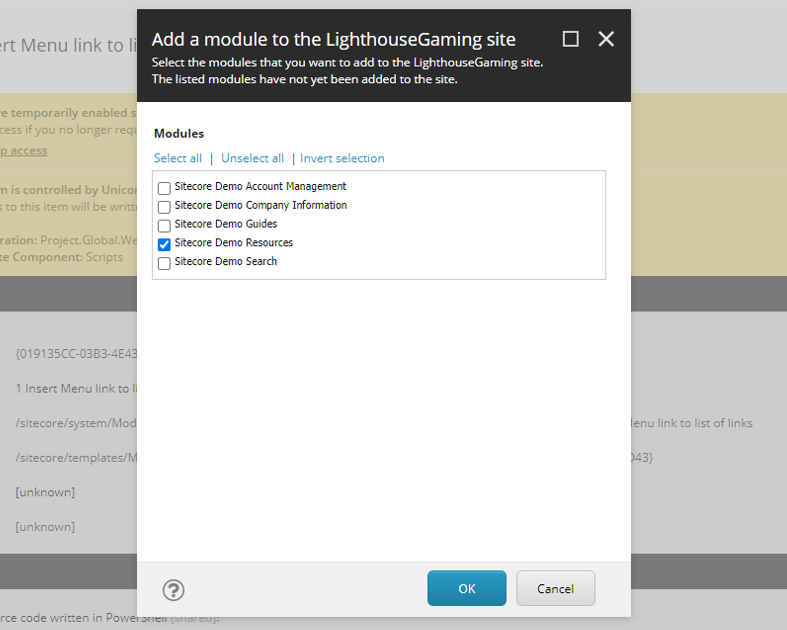 Add a module to the LighthouseGaming site
Select the modules that you want to add to the LighthouseGaming site.
The listed modules have not yet been added to the site.
ert Menu link to li
e temporarily enabled s
cess if you no longer requ
p access
m is controlled by Unicor
s to this item will be writte
ration: Project.Global.We
te Component: Scripts
Modules
Select all | Unselect all | Invert selection
Sitecore Demo Account Management
Sitecore Demo Company Information
Sitecore Demo Guides
Sitecore Demo Resources
Sitecore Demo Search
{019135CC-03B3-4E43
1 Insert Menu link to li
/sitecore/system/Mod
enu link to list of links
/sitecore/templates/M
043}
[unknown]
[unknown]
? OK Cancel
rce code written in PowerShell [shared]: